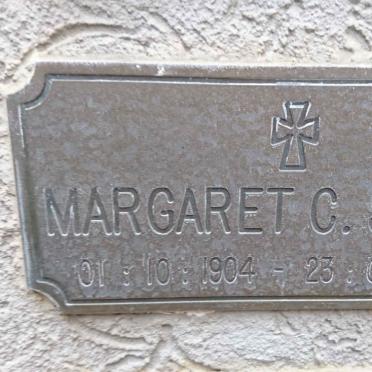 MARGARET C.
01 · 10 · 1904 - 23 ·